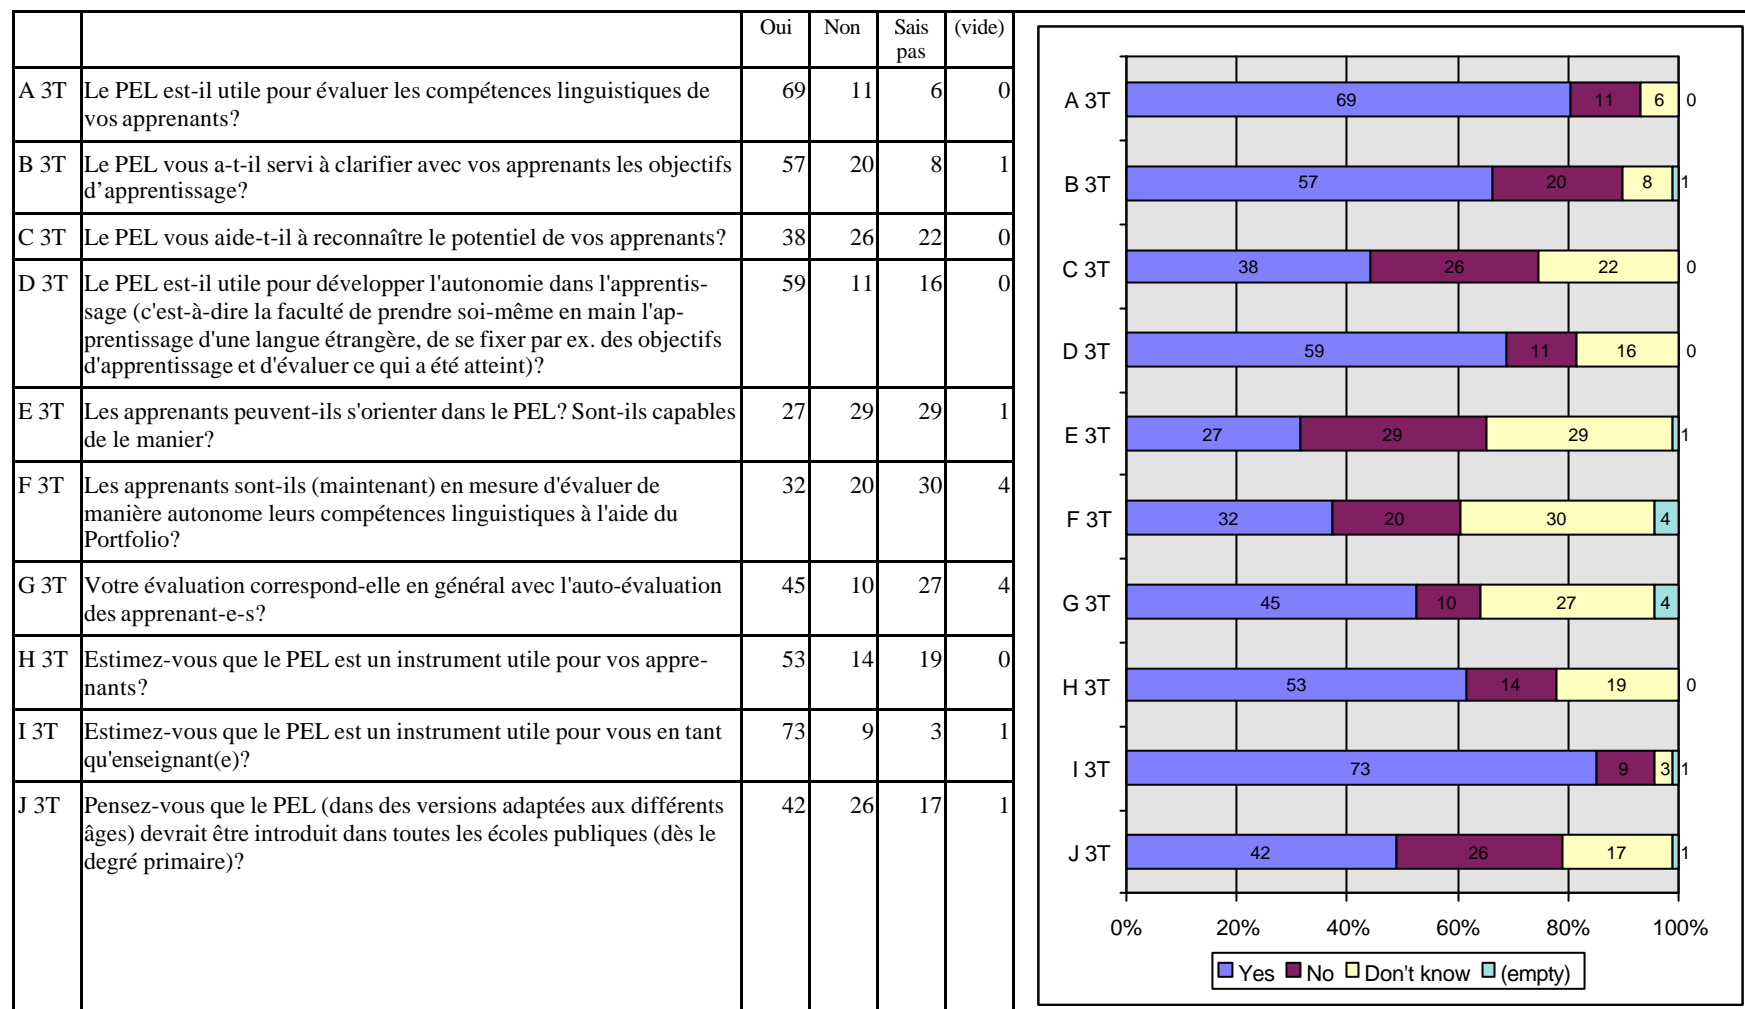 Oui Non Sais (vide)
pas
A 3T Le PEL est-il utile pour évaluer les compétences linguistiques de 69 11 6 0
vos apprenants?
B 3T Le PEL vous a-t-il servi à clarifier avec vos apprenants les objectifs 57 20 8 1
d’apprentissage?
C 3T Le PEL vous aide-t-il à reconnaître le potentiel de vos apprenants? 38 26 22 0
D 3T Le PEL est-il utile pour développer l'autonomie dans l'apprentis- 59 11 16 0
sage (c'est-à-dire la faculté de prendre soi-même en main l'ap-
prentissage d'une langue étrangère, de se fixer par ex. des objectifs
d'apprentissage et d'évaluer ce qui a été atteint)?
E 3T Les apprenants peuvent-ils s'orienter dans le PEL? Sont-ils capables 27 29 29 1
de le manier?
F 3T Les apprenants sont-ils (maintenant) en mesure d'évaluer de 32 20 30 4
manière autonome leurs compétences linguistiques à l'aide du
Portfolio?
G 3T Votre évaluation correspond-elle en général avec l'auto-évaluation 45 10 27 4
des apprenant-e-s?
H 3T Estimez-vous que le PEL est un instrument utile pour vos appre- 53 14 19 0
nants?
I 3T Estimez-vous que le PEL est un instrument utile pour vous en tant 73 9 3 1
qu'enseignant(e)?
J 3T Pensez-vous que le PEL (dans des versions adaptées aux différents 42 26 17 1
âges) devrait être introduit dans toutes les écoles publiques (dès le
degré primaire)?
A 3T 69 11 6 0
B 3T 57 20 8 1
C 3T 38 26 22 0
D 3T 59 11 16 0
E 3T 27 29 29 1
F 3T 32 20 30 4
G 3T 45 10 27 4
H 3T 53 14 19 0
I 3T 73 9 3 1
J 3T 42 26 17 1
0% 20% 40% 60% 80% 100%
Yes No Don't know (empty)